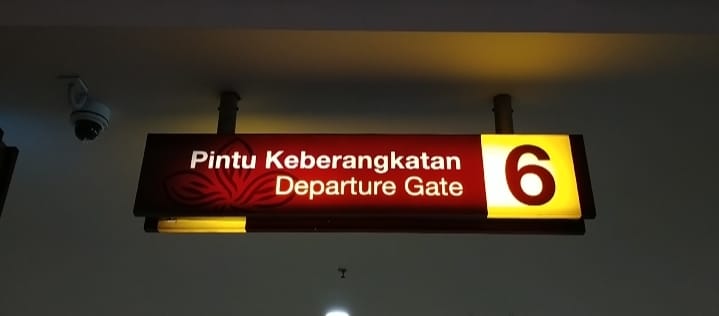 Pintu Keberangkatan
Departure Gate
6